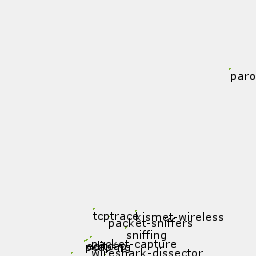 paro
tcptrace
kismet-wireless
packet-sniffers
sniffing
packet-capture
wireshark-dissector